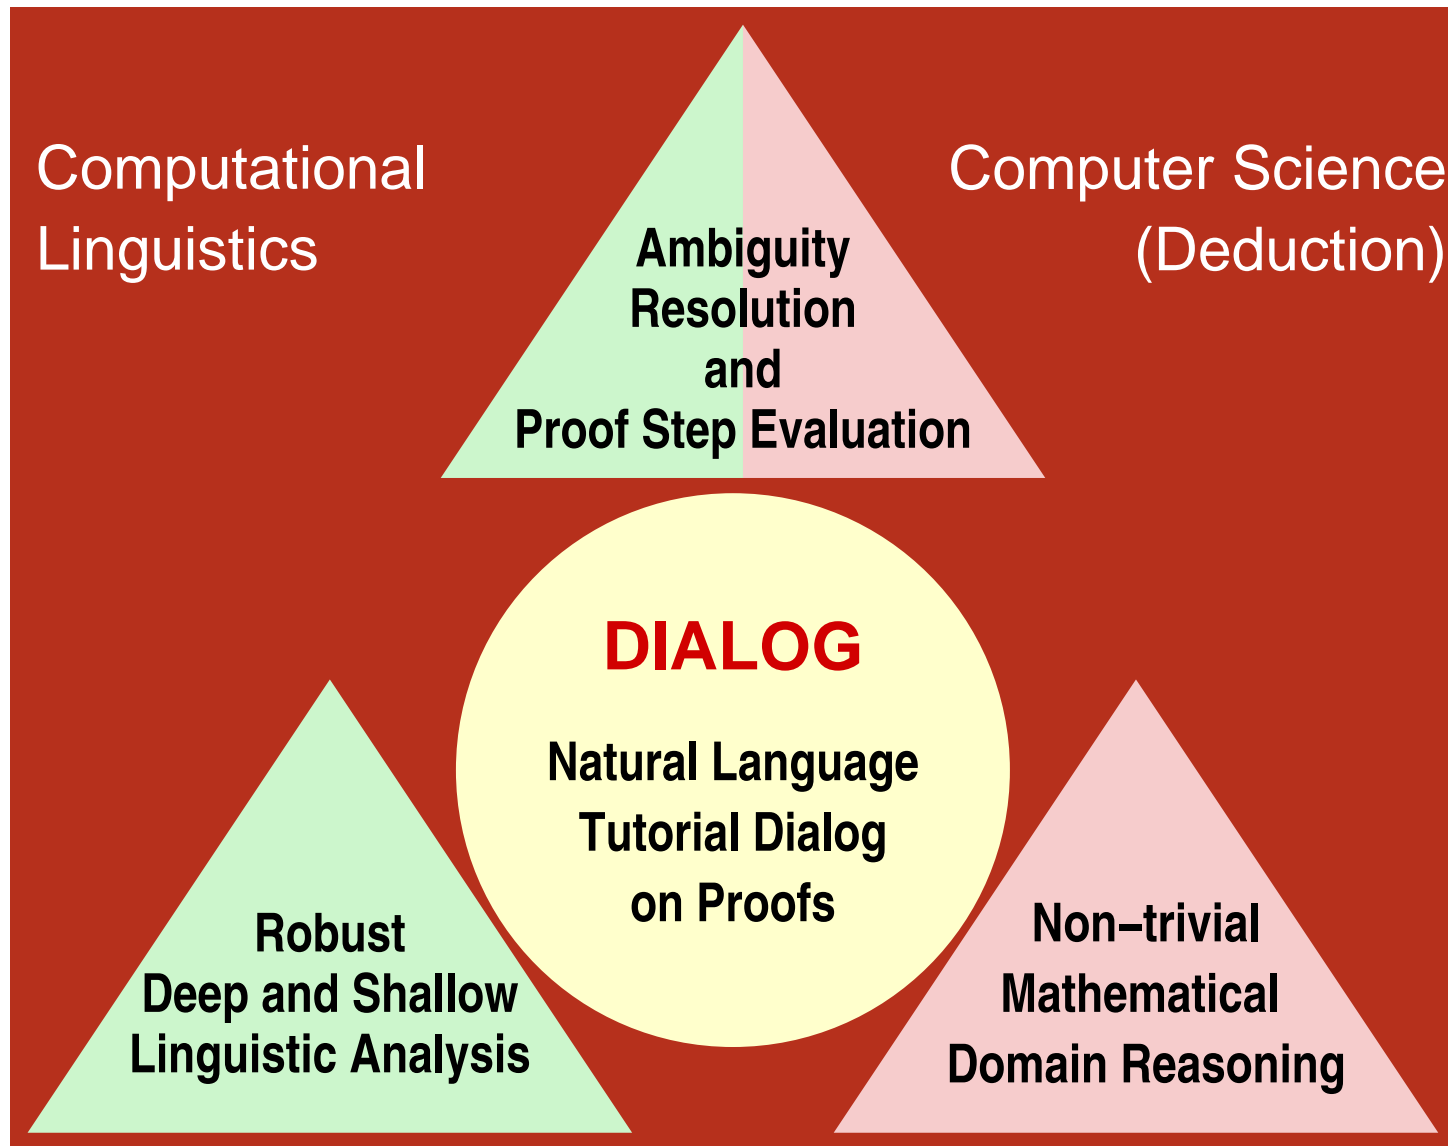 Computational
Linguistics
Computer Science
(Deduction)
Ambiguity
Resolution
and
Proof Step Evaluation
DIALOG
Natural Language
Tutorial Dialog
on Proofs
Robust
Deep and Shallow
Linguistic Analysis
Non–trivial
Mathematical
Domain Reasoning